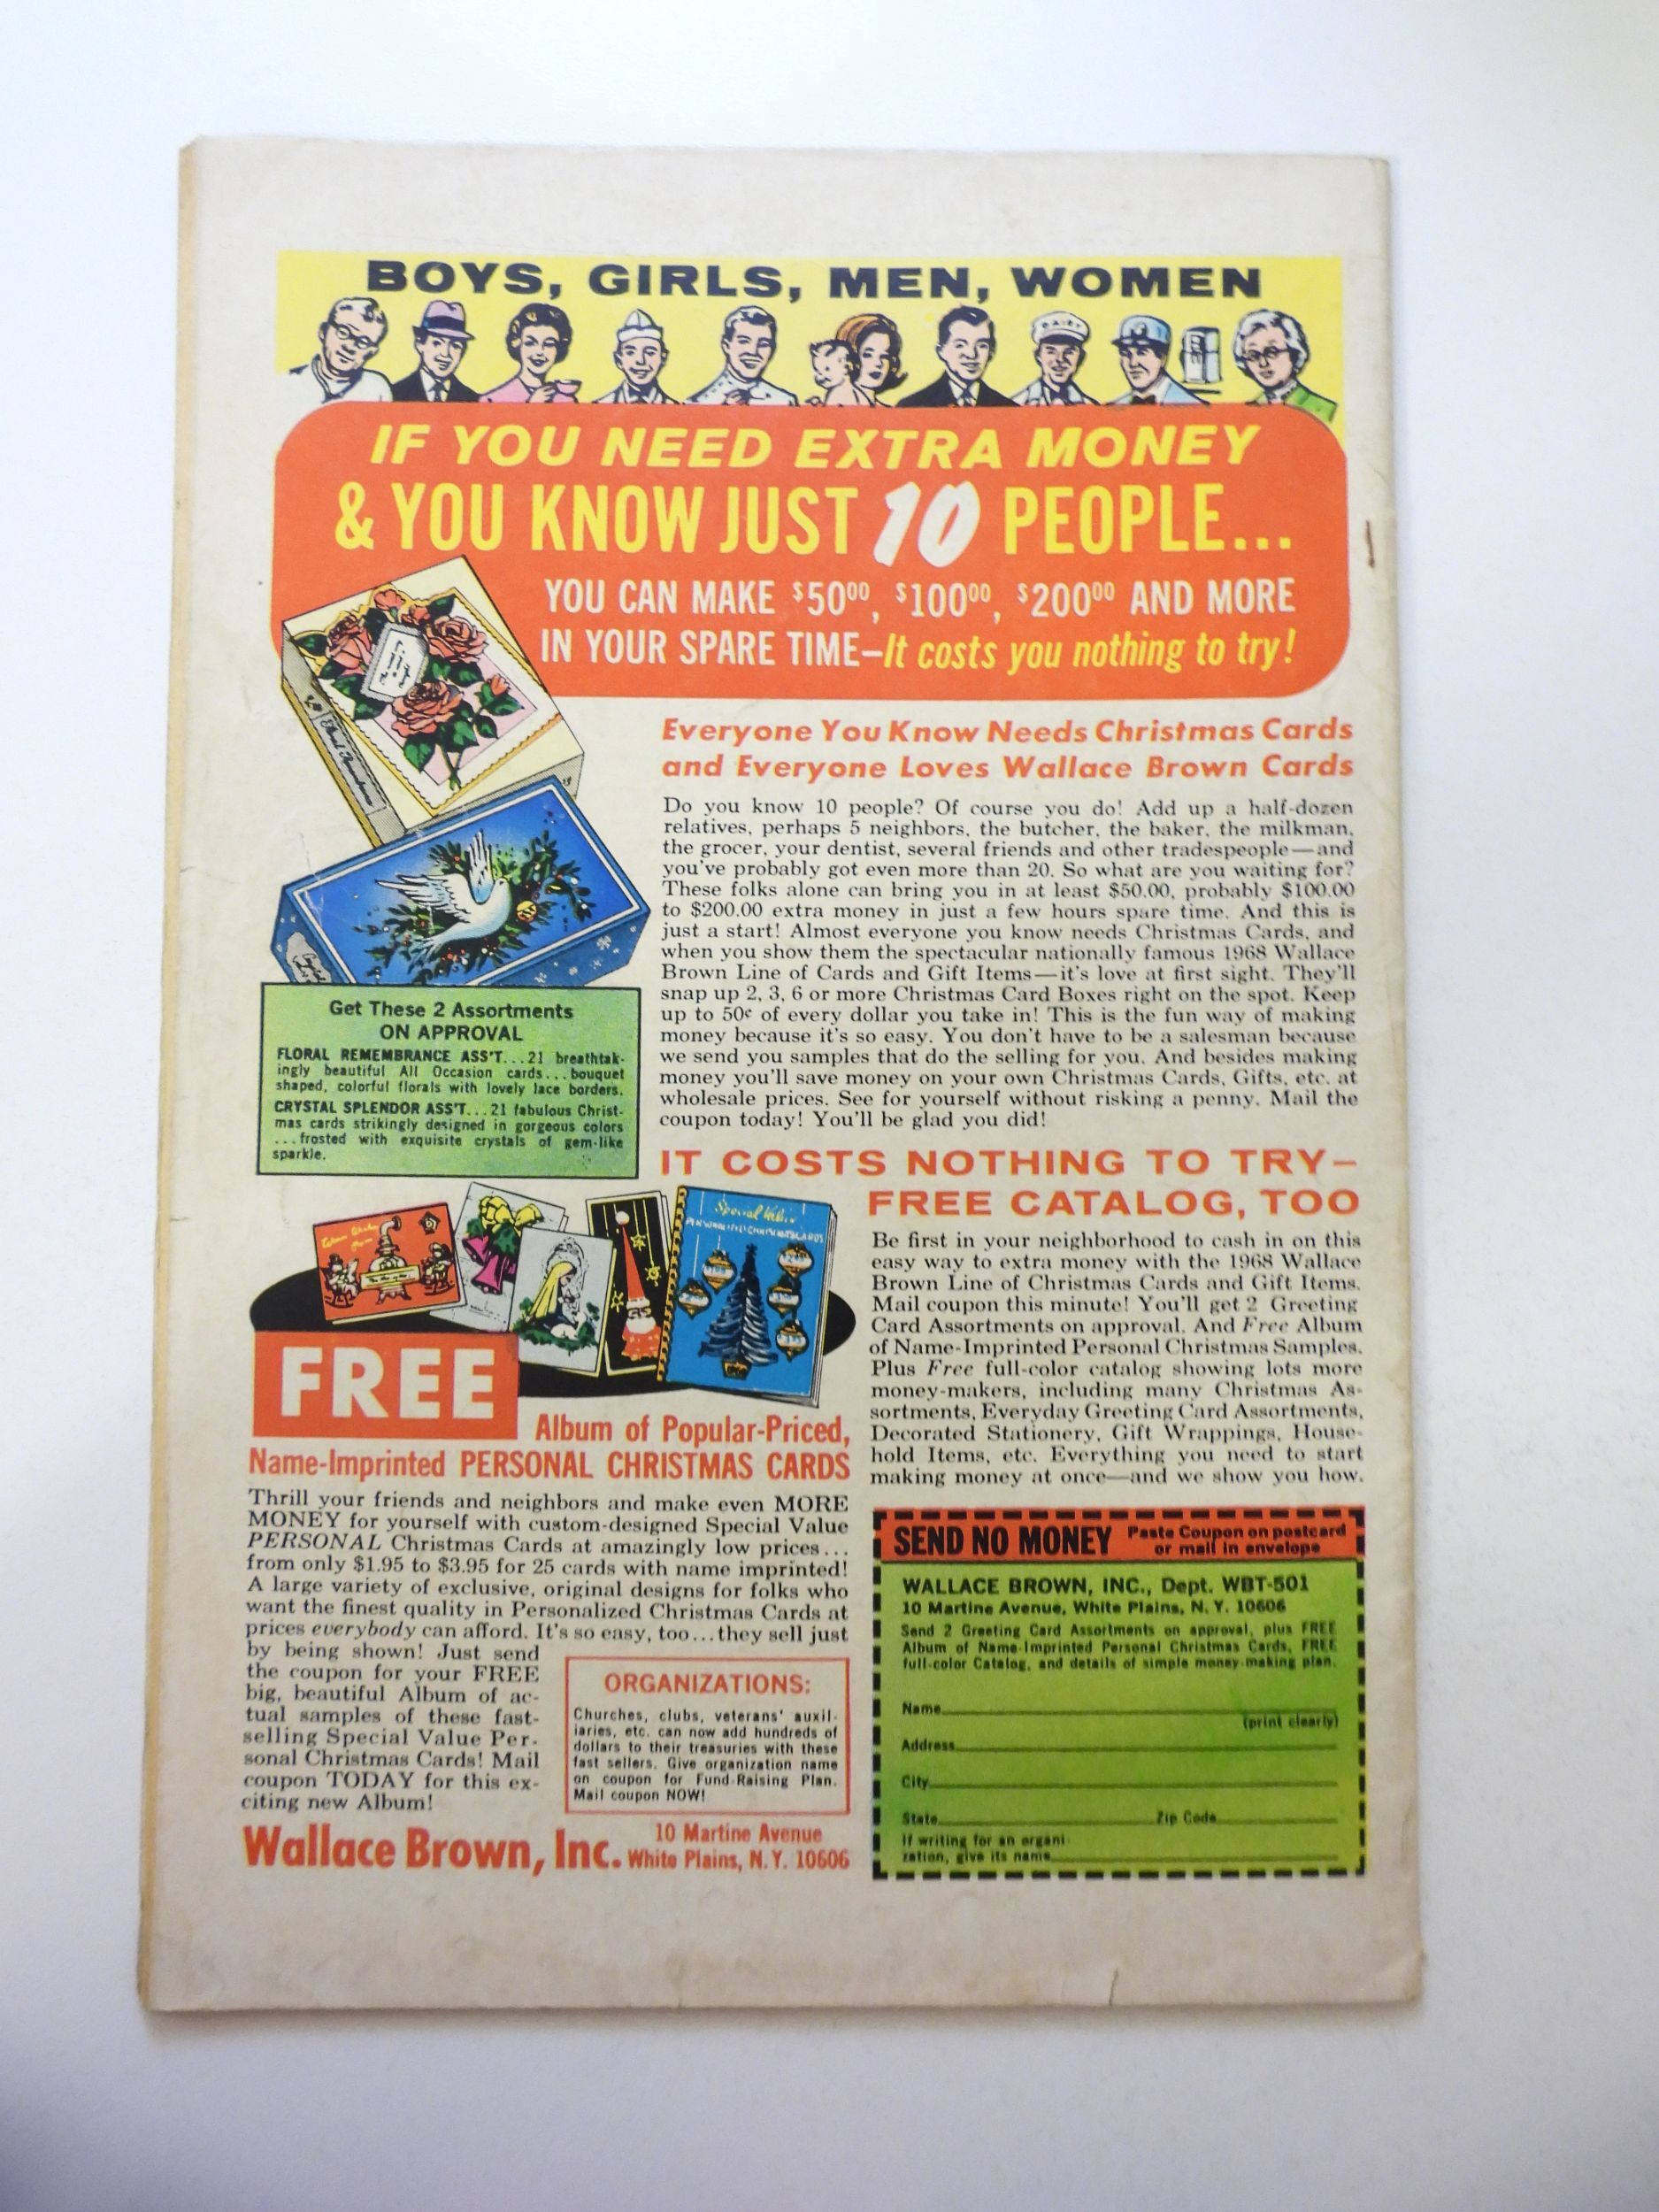 BOYS, GIRLS, MEN, WOMEN
DAIRY
IF YOU NEED EXTRA MONEY
& YOU KNOW JUST 10 PEOPLE...
YOU CAN MAKE $50⁰⁰, $100⁰⁰, $200⁰⁰ AND MORE
IN YOUR SPARE TIME—It costs you nothing to try!
Floral Remembrance
Everyone You Know Needs Christmas Cards
and Everyone Loves Wallace Brown Cards
Do you know 10 people? Of course you do! Add up a half-dozen
relatives, perhaps 5 neighbors, the butcher, the baker, the milkman,
the grocer, your dentist, several friends and other tradespeople—and
you've probably got even more than 20. So what are you waiting for?
These folks alone can bring you in at least $50.00, probably $100.00
to $200.00 extra money in just a few hours spare time. And this is
just a start! Almost everyone you know needs Christmas Cards, and
when you show them the spectacular nationally famous 1968 Wallace
Brown Line of Cards and Gift Items—it's love at first sight. They'll
snap up 2, 3, 6 or more Christmas Card Boxes right on the spot. Keep
up to 50¢ of every dollar you take in! This is the fun way of making
money because it's so easy. You don't have to be a salesman because
we send you samples that do the selling for you. And besides making
money you'll save money on your own Christmas Cards, Gifts, etc. at
wholesale prices. See for yourself without risking a penny. Mail the
coupon today! You'll be glad you did!
Get These 2 Assortments
ON APPROVAL
FLORAL REMEMBRANCE ASS'T...21 breathtak-
ingly beautiful All Occasion cards...bouquet
shaped, colorful florals with lovely lace borders.
CRYSTAL SPLENDOR ASS'T...21 fabulous Christ-
mas cards strikingly designed in gorgeous colors
...frosted with exquisite crystals of gem-like
sparkle.
IT COSTS NOTHING TO TRY—
FREE CATALOG, TOO
Be first in your neighborhood to cash in on this
easy way to extra money with the 1968 Wallace
Brown Line of Christmas Cards and Gift Items.
Mail coupon this minute! You'll get 2 Greeting
Card Assortments on approval. And Free Album
of Name-Imprinted Personal Christmas Samples.
Plus Free full-color catalog showing lots more
money-makers, including many Christmas As-
sortments, Everyday Greeting Card Assortments,
Decorated Stationery, Gift Wrappings, House-
hold Items, etc. Everything you need to start
making money at once—and we show you how.
Special Value
PERSONALIZED CHRISTMAS CARDS
FREE
Album of Popular-Priced,
Name-Imprinted PERSONAL CHRISTMAS CARDS
Thrill your friends and neighbors and make even MORE
MONEY for yourself with custom-designed Special Value
PERSONAL Christmas Cards at amazingly low prices...
from only $1.95 to $3.95 for 25 cards with name imprinted!
A large variety of exclusive, original designs for folks who
want the finest quality in Personalized Christmas Cards at
prices everybody can afford. It's so easy, too...they sell just
by being shown! Just send
the coupon for your FREE
big, beautiful Album of ac-
tual samples of these fast-
selling Special Value Per-
sonal Christmas Cards! Mail
coupon TODAY for this ex-
citing new Album!
ORGANIZATIONS:
Churches, clubs, veterans' auxil-
iaries, etc. can now add hundreds of
dollars to their treasuries with these
fast sellers. Give organization name
on coupon for Fund-Raising Plan.
Mail coupon NOW!
Wallace Brown, Inc. 10 Martine Avenue
White Plains, N.Y. 10606
SEND NO MONEY Paste Coupon on postcard
or mail in envelope
WALLACE BROWN, INC., Dept. WBT-501
10 Martine Avenue, White Plains, N. Y. 10606
Send 2 Greeting Card Assortments on approval, plus FREE
Album of Name-Imprinted Personal Christmas Cards, FREE
full-color Catalog, and details of simple money-making plan.
Name
(print clearly)
Address
City
State Zip Code
If writing for an organi-
zation, give its name